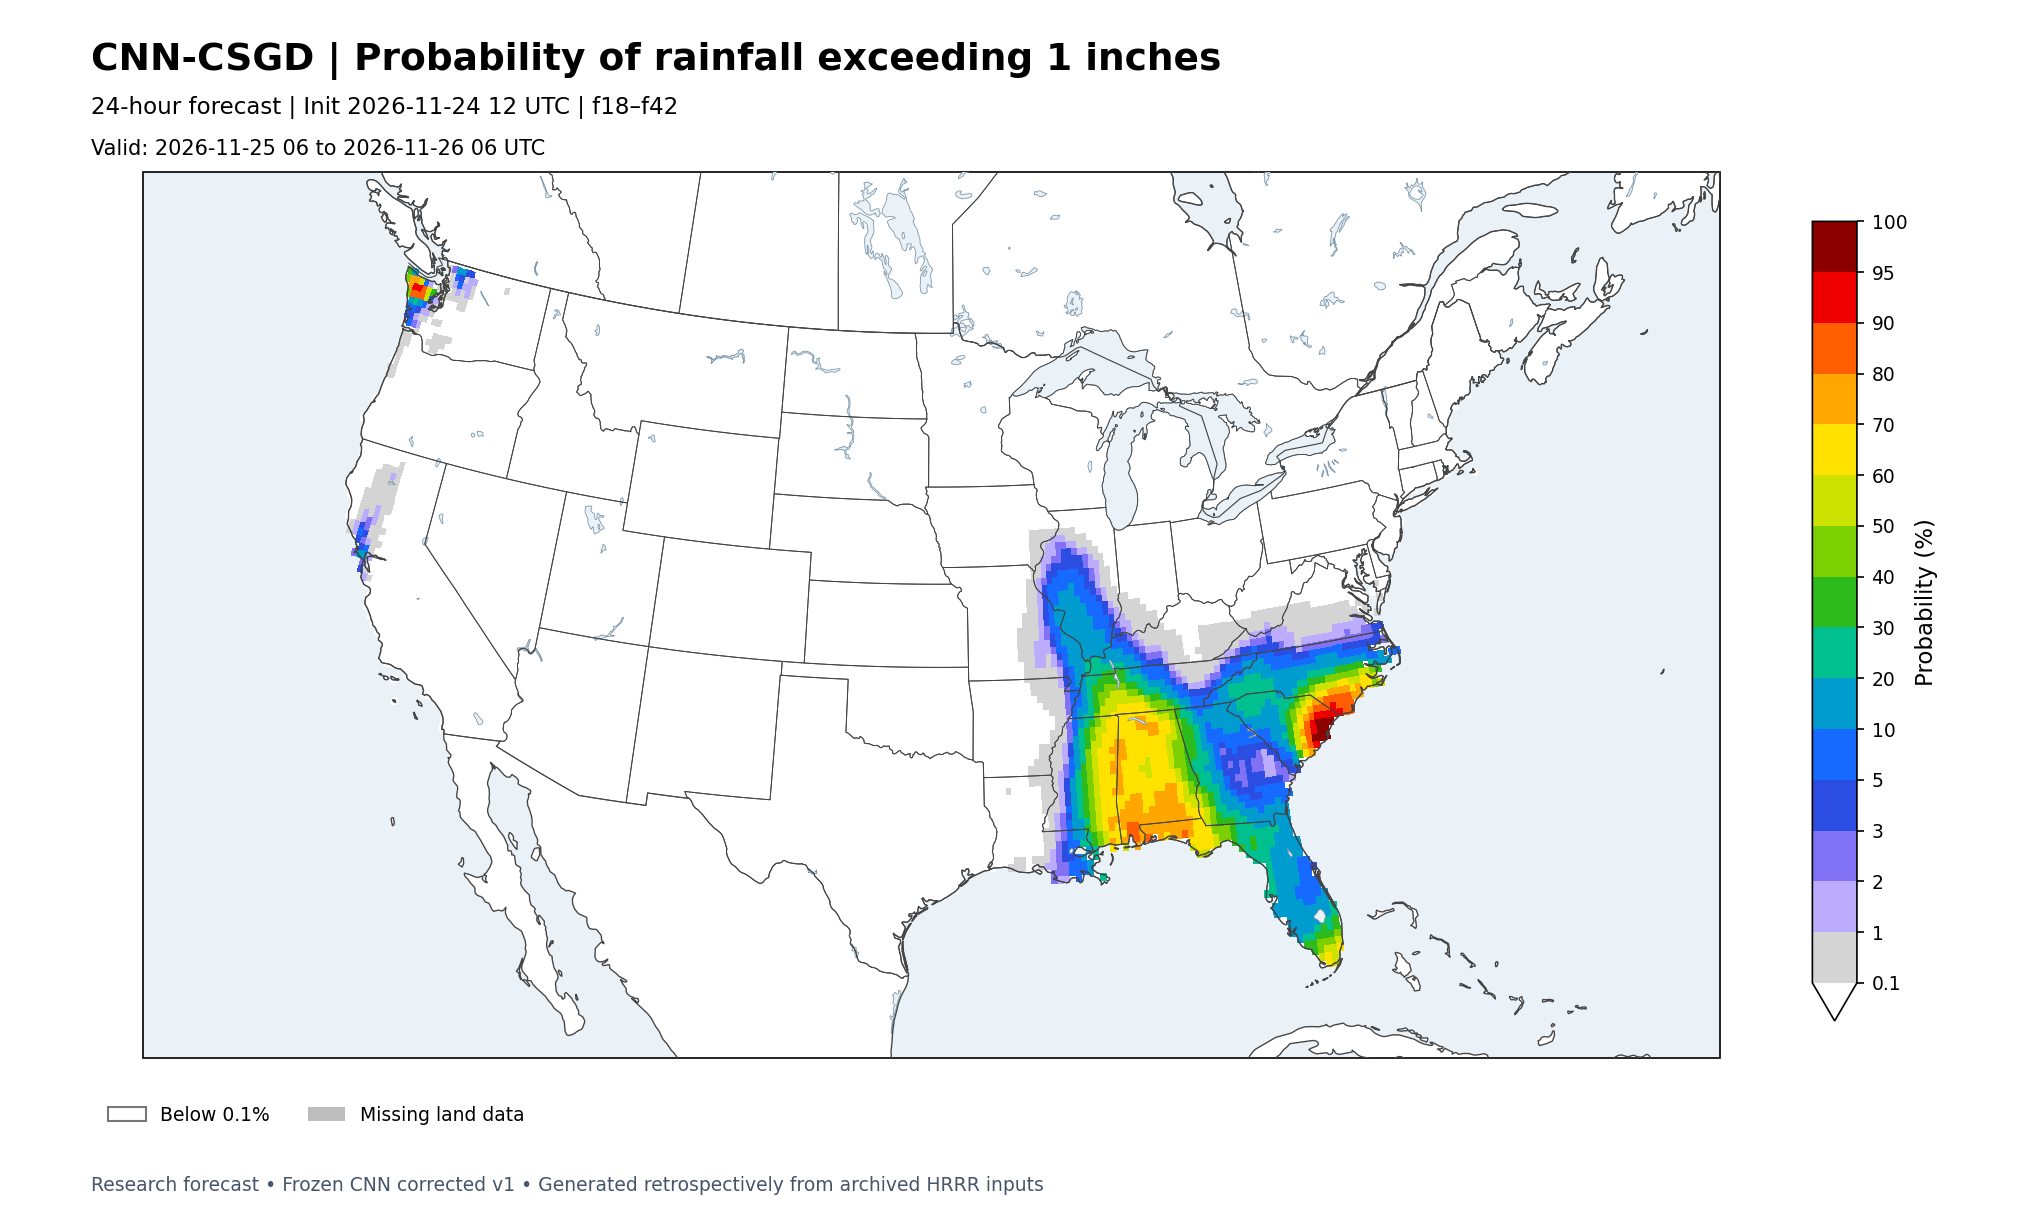 CNN-CSGD | Probability of rainfall exceeding 1 inches
24-hour forecast | Init 2026-11-24 12 UTC | f18–f42
Valid: 2026-11-25 06 to 2026-11-26 06 UTC
100
95
90
80
70
60
50
40
30
20
10
5
3
2
1
0.1
Probability (%)
Below 0.1%
Missing land data
Research forecast • Frozen CNN corrected v1 • Generated retrospectively from archived HRRR inputs